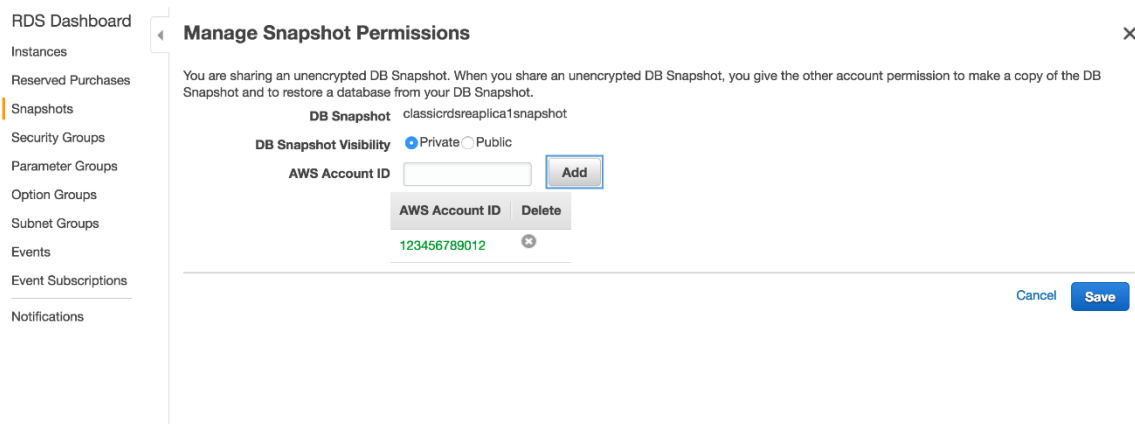 RDS Dashboard
Instances
Reserved Purchases
Snapshots
Security Groups
Parameter Groups
Option Groups
Subnet Groups
Events
Event Subscriptions
Notifications
Manage Snapshot Permissions
You are sharing an unencrypted DB Snapshot. When you share an unencrypted DB Snapshot, you give the other account permission to make a copy of the DB
Snapshot and to restore a database from your DB Snapshot.
DB Snapshot classicrdsreaplica1snapshot
DB Snapshot Visibility Private Public
AWS Account ID Add
AWS Account ID Delete
123456789012
Cancel Save